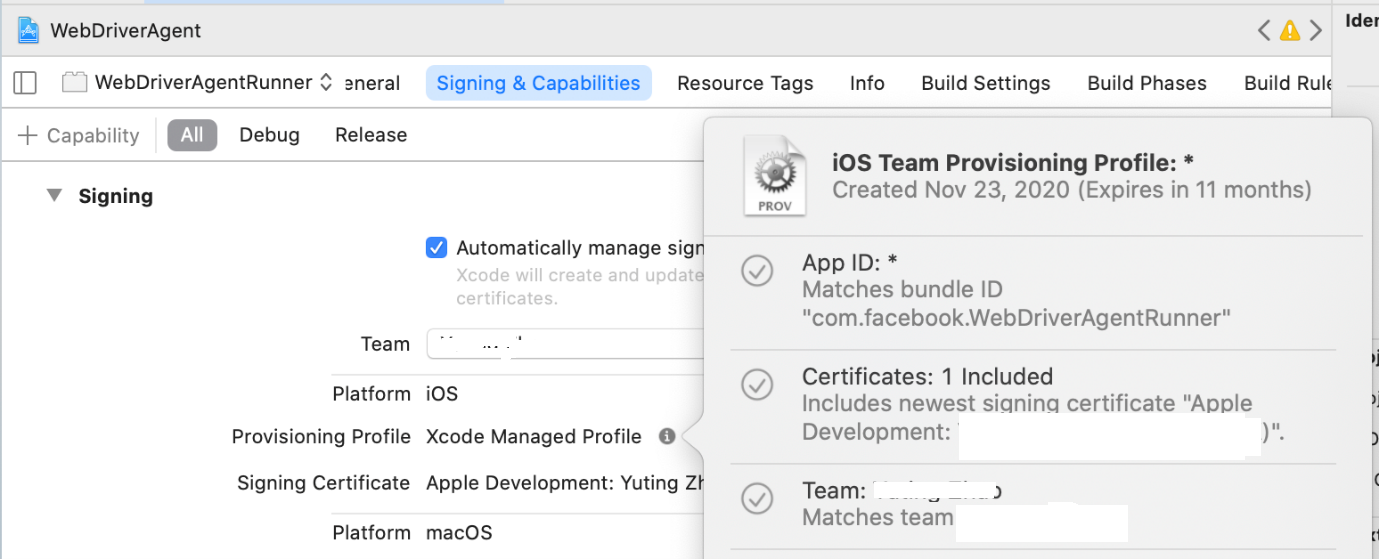 Iden
WebDriverAgent
WebDriverAgentRunner
eneral
Signing & Capabilities
Resource Tags
Info
Build Settings
Build Phases
Build Rule
+ Capability
All
Debug
Release
Signing
Automatically manage sign
Xcode will create and update
certificates.
Team
Platform iOS
Provisioning Profile Xcode Managed Profile
Signing Certificate Apple Development: Yuting Zh
Platform macOS
iOS Team Provisioning Profile: *
Created Nov 23, 2020 (Expires in 11 months)
PROV
App ID: *
Matches bundle ID
"com.facebook.WebDriverAgentRunner"
Certificates: 1 Included
Includes newest signing certificate "Apple
Development: )".
Team:
Matches team